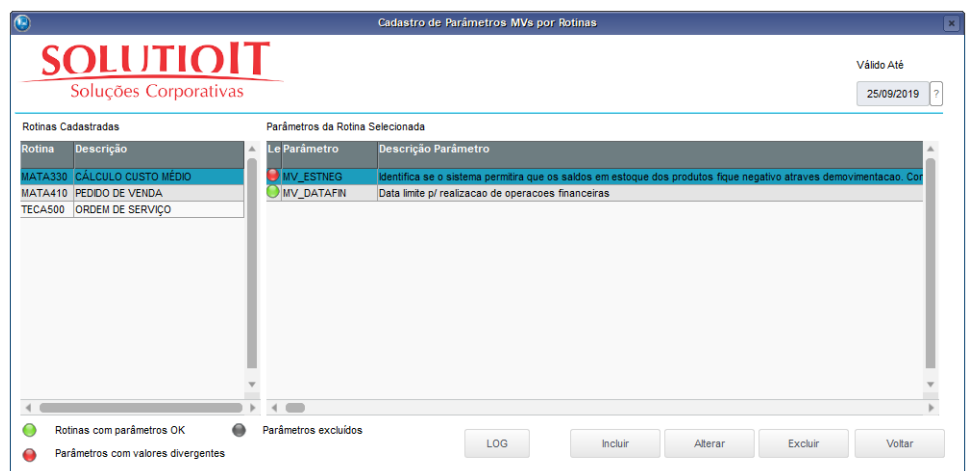 Cadastro de Parâmetros MVs por Rotinas
SOLUTIOIT
Soluções Corporativas
Válido Até
25/09/2019 ?
Rotinas Cadastradas Parâmetros da Rotina Selecionada
Rotina Descrição Le Parâmetro Descrição Parâmetro
MATA330 CÁLCULO CUSTO MÉDIO MV_ESTNEG Identifica se o sistema permitira que os saldos em estoque dos produtos fique negativo atraves demovimentacao. Cor
MATA410 PEDIDO DE VENDA MV_DATAFIN Data limite p/ realizacao de operacoes financeiras
TECA500 ORDEM DE SERVIÇO
Rotinas com parâmetros OK Parâmetros excluídos
Parâmetros com valores divergentes
LOG Incluir Alterar Excluir Voltar